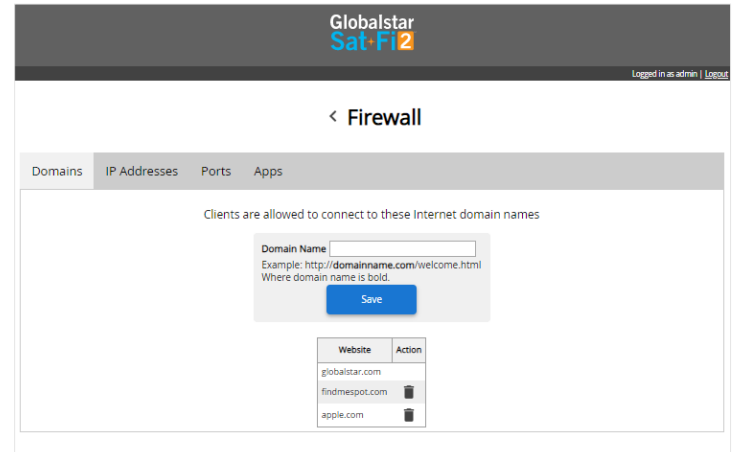 Globalstar
Sat-Fi2
Logged in as admin | Logout
< Firewall
Domains IP Addresses Ports Apps
Clients are allowed to connect to these Internet domain names
Domain Name
Example: http://domainname.com/welcome.html
Where domain name is bold.
Save
Website Action
globalstar.com
findmespot.com
apple.com